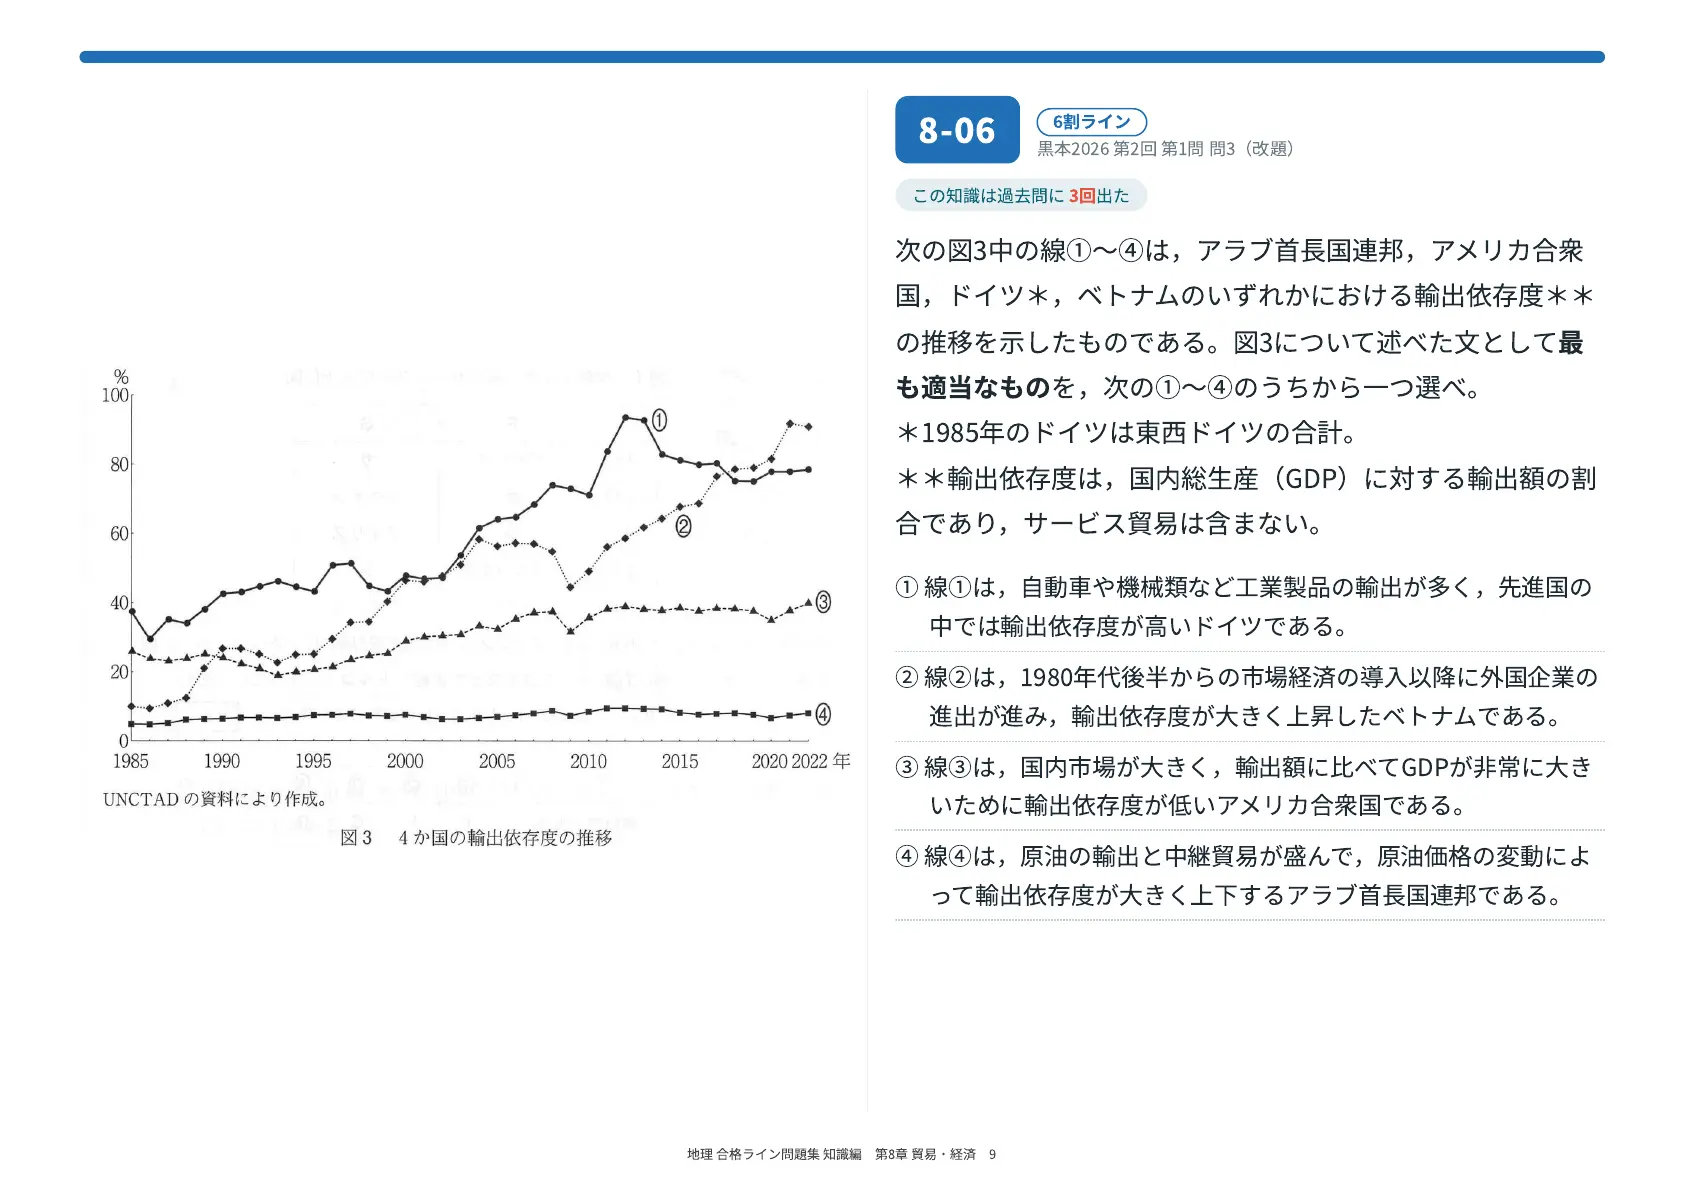 8-06
6割ライン
黒本2026 第2回 第1問 問3（改題）
この知識は過去問に 3回出た
次の図3中の線①〜④は，アラブ首長国連邦，アメリカ合衆
国，ドイツ＊，ベトナムのいずれかにおける輸出依存度＊＊
の推移を示したものである。図3について述べた文として最
も適当なものを，次の①〜④のうちから一つ選べ。
＊1985年のドイツは東西ドイツの合計。
＊＊輸出依存度は，国内総生産（GDP）に対する輸出額の割
合であり，サービス貿易は含まない。
① 線①は，自動車や機械類など工業製品の輸出が多く，先進国の
中では輸出依存度が高いドイツである。
② 線②は，1980年代後半からの市場経済の導入以降に外国企業の
進出が進み，輸出依存度が大きく上昇したベトナムである。
③ 線③は，国内市場が大きく，輸出額に比べてGDPが非常に大き
いために輸出依存度が低いアメリカ合衆国である。
④ 線④は，原油の輸出と中継貿易が盛んで，原油価格の変動によ
って輸出依存度が大きく上下するアラブ首長国連邦である。
%
100
80
60
40
20
0
①
②
③
④
1985 1990 1995 2000 2005 2010 2015 2020 2022 年
UNCTAD の資料により作成。
図3 4か国の輸出依存度の推移
地理 合格ライン問題集 知識編 第8章 貿易・経済 9